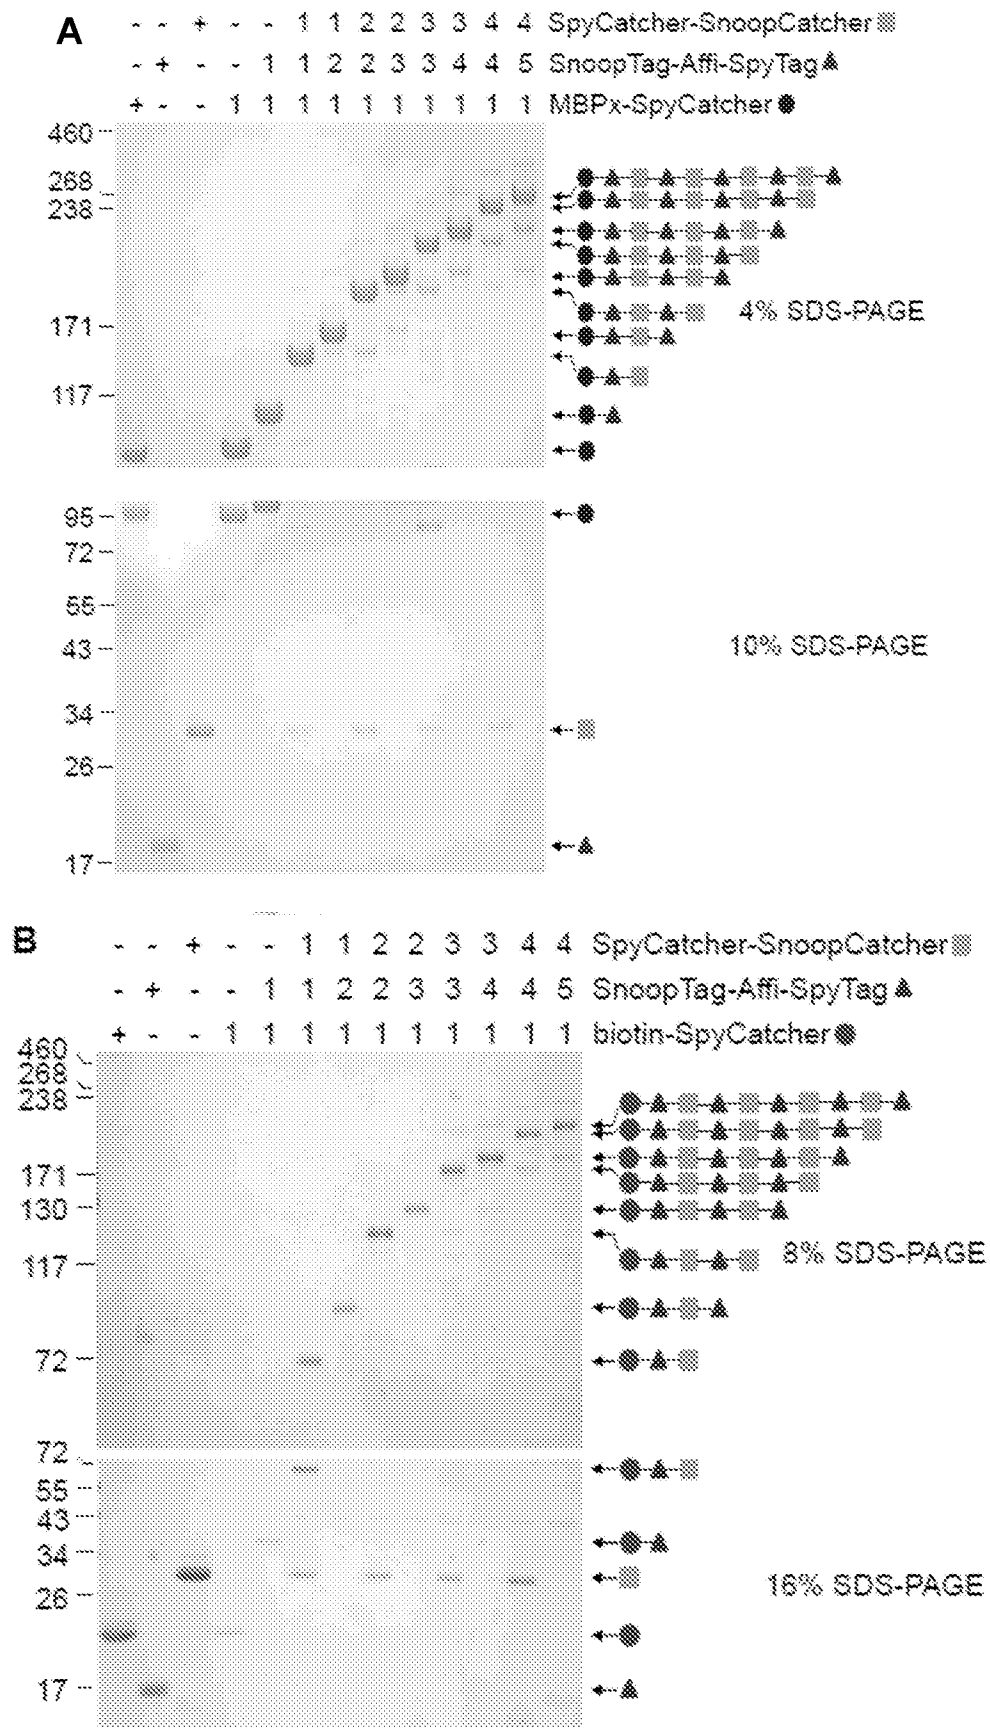 A
- - + - - 1 1 2 2 3 3 4 4 SpyCatcher-SnoopCatcher
- + - - 1 1 2 2 3 3 4 4 5 SnoopTag-Affi-SpyTag
+ - - 1 1 1 1 1 1 1 1 1 1 MBPx-SpyCatcher
460
268
238
171
4% SDS-PAGE
117
95
72
55
43
10% SDS-PAGE
34
26
17
B
- - + - - 1 1 2 2 3 3 4 4 SpyCatcher-SnoopCatcher
- + - - 1 1 2 2 3 3 4 4 5 SnoopTag-Affi-SpyTag
+ - - 1 1 1 1 1 1 1 1 1 1 biotin-SpyCatcher
460
268
238
171
130
117
8% SDS-PAGE
72
72
55
43
34
26
16% SDS-PAGE
17